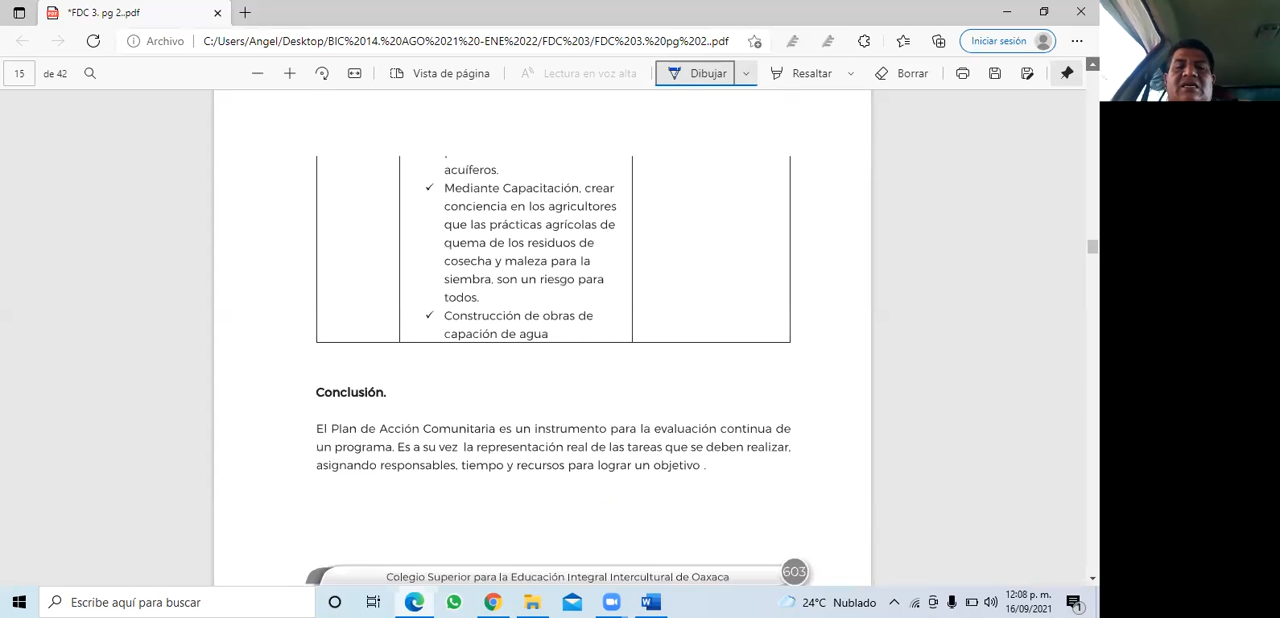 *FDC 3. pg 2..pdf
Archivo
C:/Users/Angel/Desktop/BIC%2014.%20AGO%2021%20-ENE%2022/FDC%203/FDC%203.%20pg%202..pdf
Iniciar sesión
15 de 42
Vista de página
Lectura en voz alta
Dibujar
Resaltar
Borrar
acuíferos.
✓ Mediante Capacitación, crear
conciencia en los agricultores
que las prácticas agrícolas de
quema de los residuos de
cosecha y maleza para la
siembra, son un riesgo para
todos.
✓ Construcción de obras de
capación de agua
Conclusión.
El Plan de Acción Comunitaria es un instrumento para la evaluación continua de
un programa. Es a su vez la representación real de las tareas que se deben realizar,
asignando responsables, tiempo y recursos para lograr un objetivo .
Colegio Superior para la Educación Integral Intercultural de Oaxaca
603
Escribe aquí para buscar
24°C Nublado
12:08 p. m.
16/09/2021
1